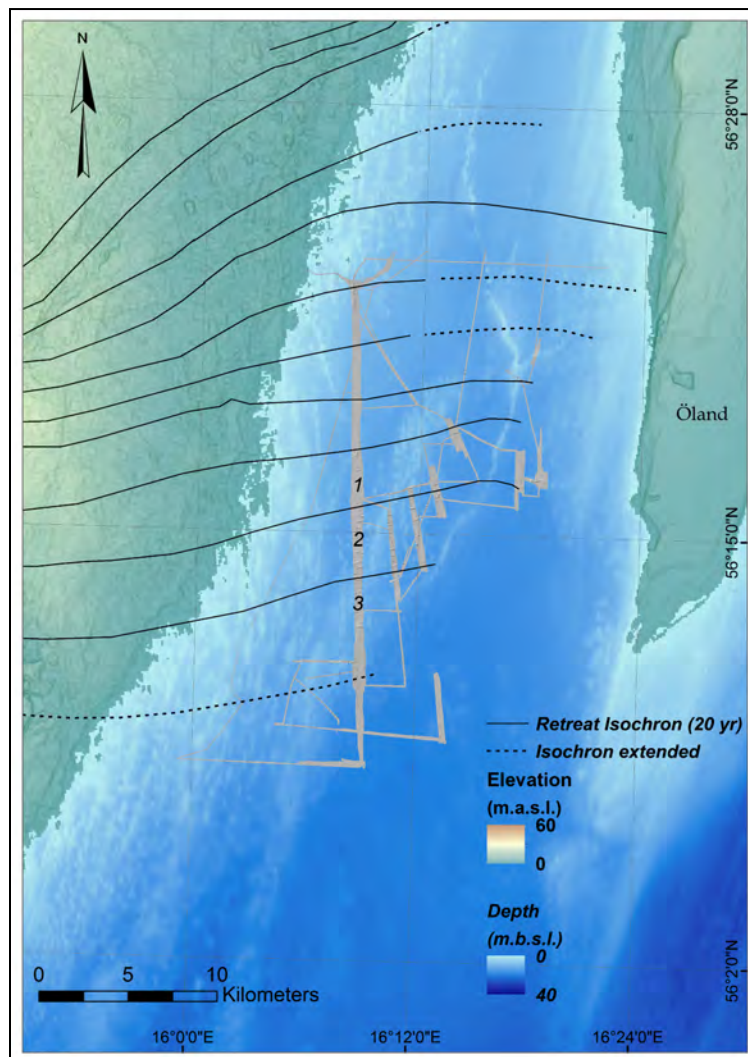 N
56°28'0"N
Öland
1
2
56°15'0"N
3
Retreat Isochron (20 yr)
Isochron extended
Elevation
(m.a.s.l.)
60
0
Depth
(m.b.s.l.)
0
40
0 5 10
Kilometers
56°2'0"N
16°0'0"E 16°12'0"E 16°24'0"E